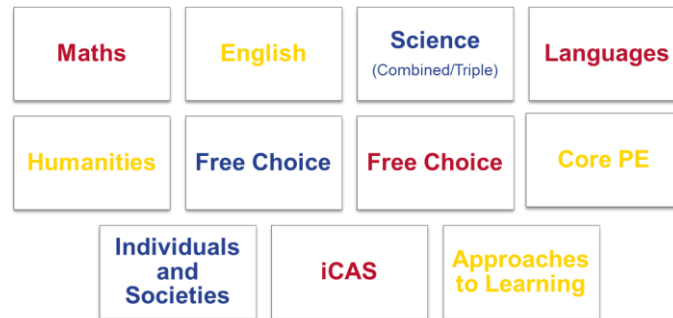 Maths
English
Science
(Combined/Triple)
Languages
Humanities
Free Choice
Free Choice
Core PE
Individuals
and
Societies
iCAS
Approaches
to Learning